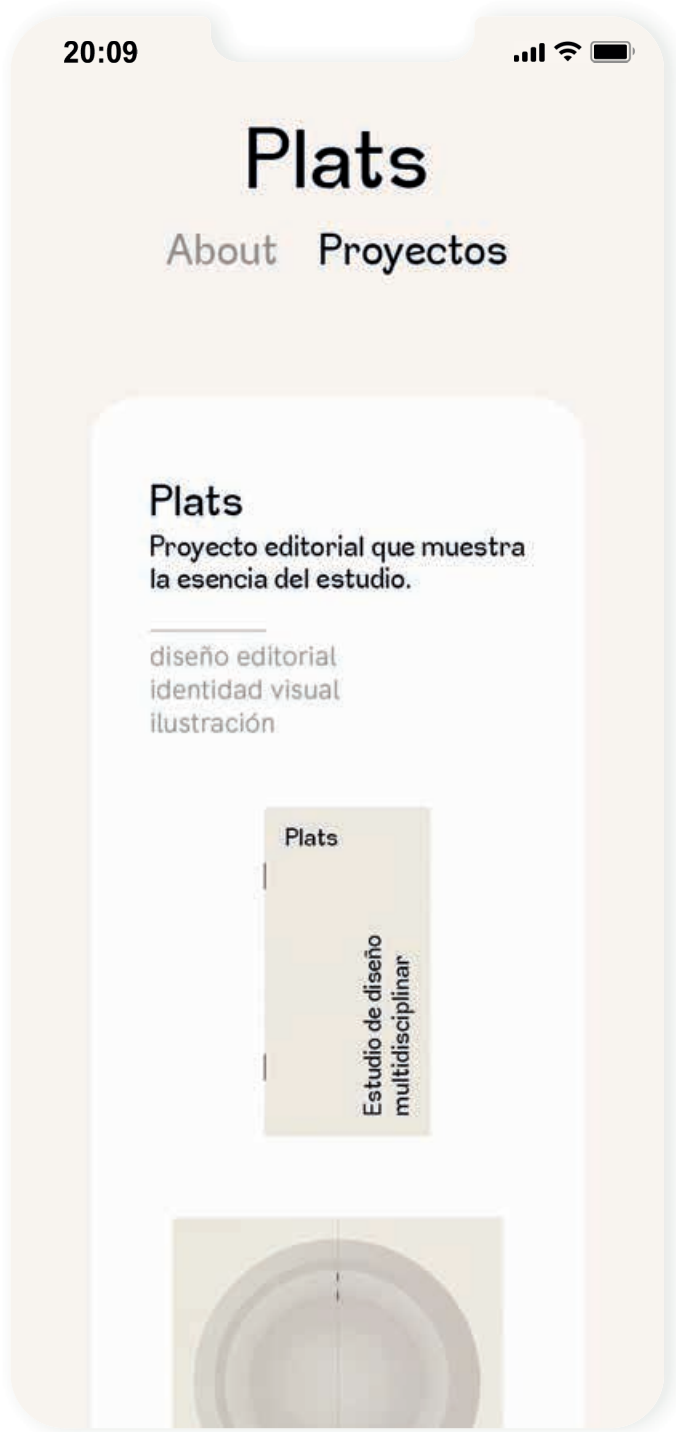 20:09
Plats
About Proyectos
Plats
Proyecto editorial que muestra
la esencia del estudio.
diseño editorial
identidad visual
ilustración
Plats
Estudio de diseño
multidisciplinar